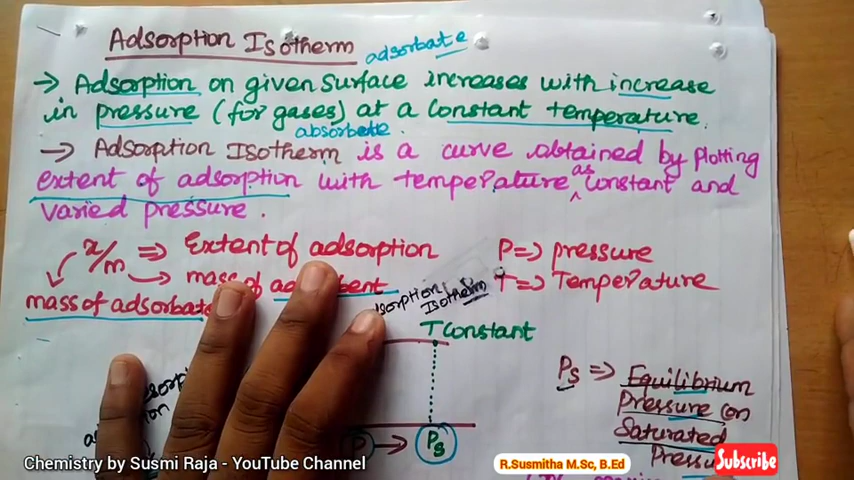 Adsorption Isotherm
adsorbate
→ Adsorption on given surface increases with increase
in pressure (for gases) at a constant temperature.
absorbate
→ Adsorption Isotherm is a curve obtained by plotting
extent of adsorption with temperature as constant and
varied pressure.
x/m ⇒ Extent of adsorption
→ mass of
mass of adsorbate
P ⇒ pressure
T ⇒ Temperature
Isotherm
T Constant
P → Ps
Ps ⇒ Equilibrium
Pressure (or)
Saturated
Chemistry by Susmi Raja - YouTube Channel
R.Susmitha M.Sc, B.Ed
Subscribe